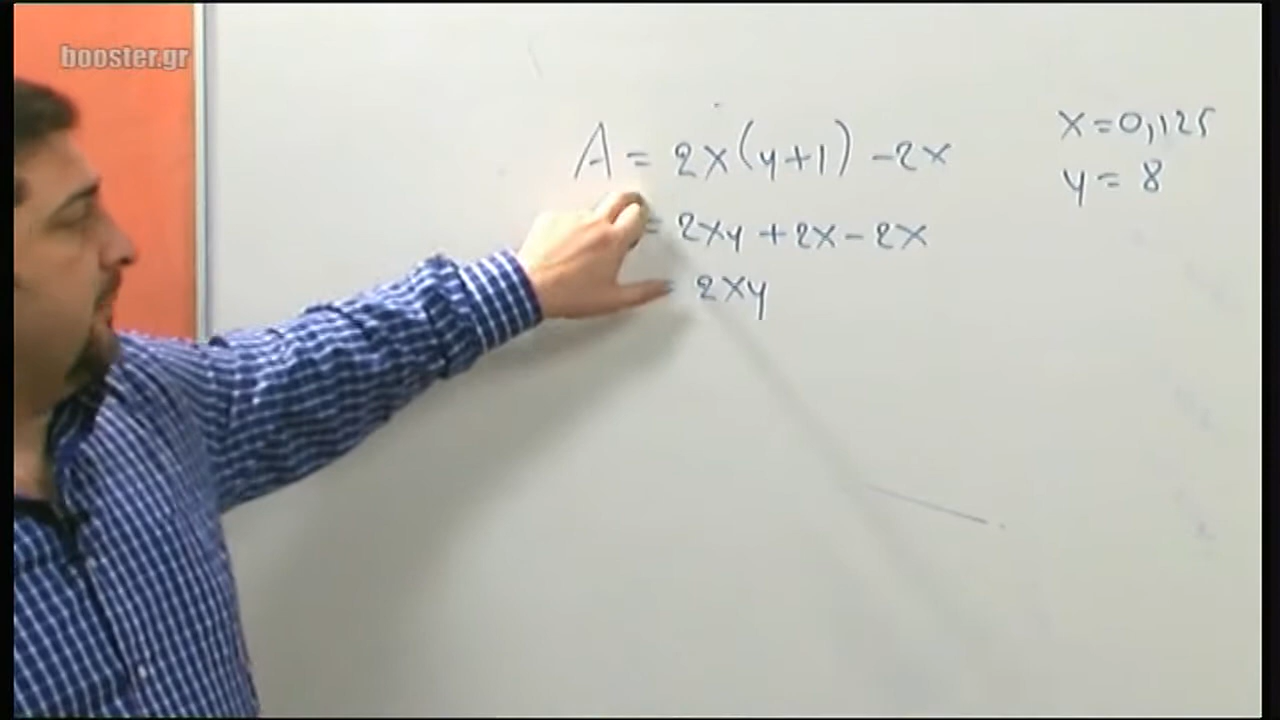 booster.gr
A = 2x(y+1) -2x
= 2xy +2x - 2x
= 2xy
x = 0,125
y = 8